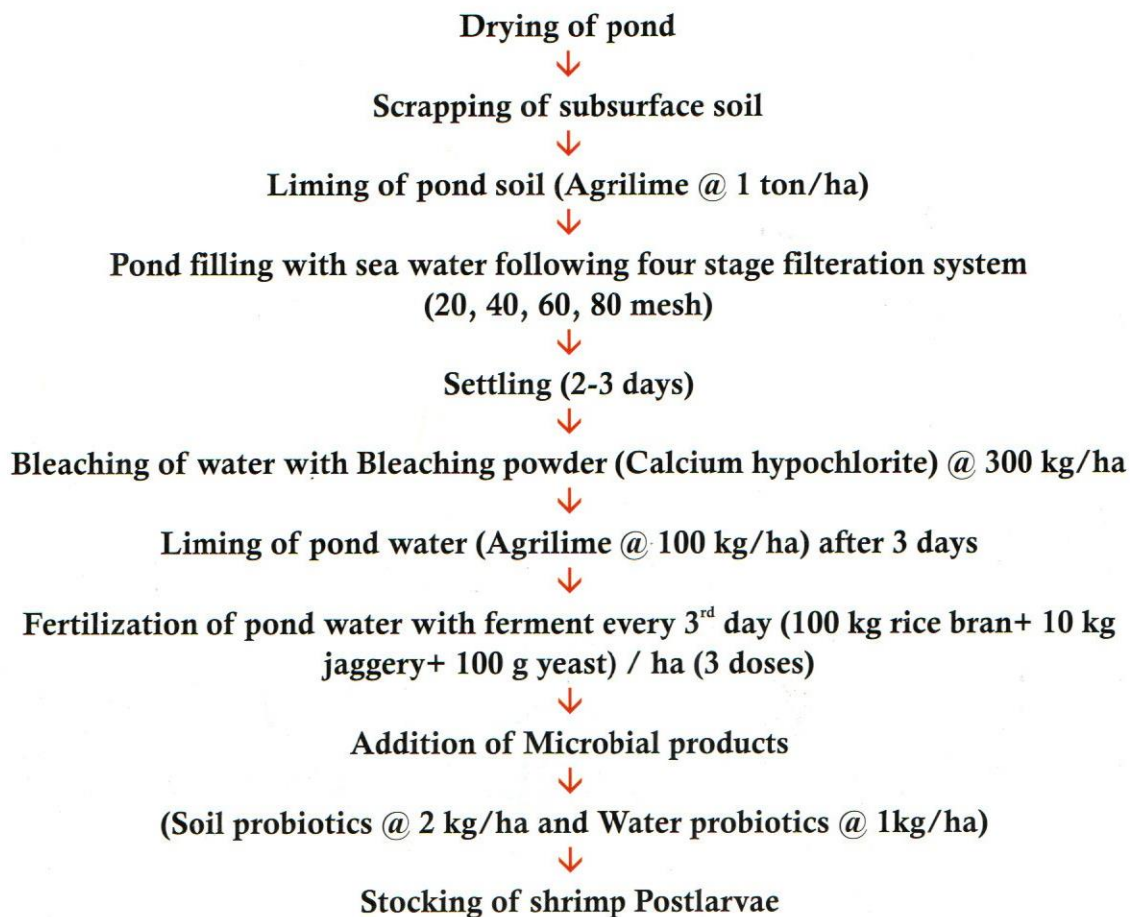 Drying of pond
↓
Scrapping of subsurface soil
↓
Liming of pond soil (Agrilime @ 1 ton/ha)
↓
Pond filling with sea water following four stage filteration system
(20, 40, 60, 80 mesh)
↓
Settling (2-3 days)
↓
Bleaching of water with Bleaching powder (Calcium hypochlorite) @ 300 kg/ha
↓
Liming of pond water (Agrilime @ 100 kg/ha) after 3 days
↓
Fertilization of pond water with ferment every 3rd day (100 kg rice bran+ 10 kg
jaggery+ 100 g yeast) / ha (3 doses)
↓
Addition of Microbial products
↓
(Soil probiotics @ 2 kg/ha and Water probiotics @ 1kg/ha)
↓
Stocking of shrimp Postlarvae